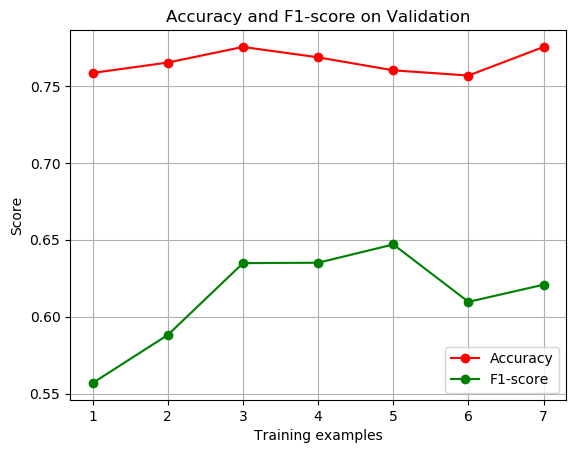 Accuracy and F1-score on Validation
Score
0.75
0.70
0.65
0.60
0.55
Accuracy
F1-score
1 2 3 4 5 6 7
Training examples